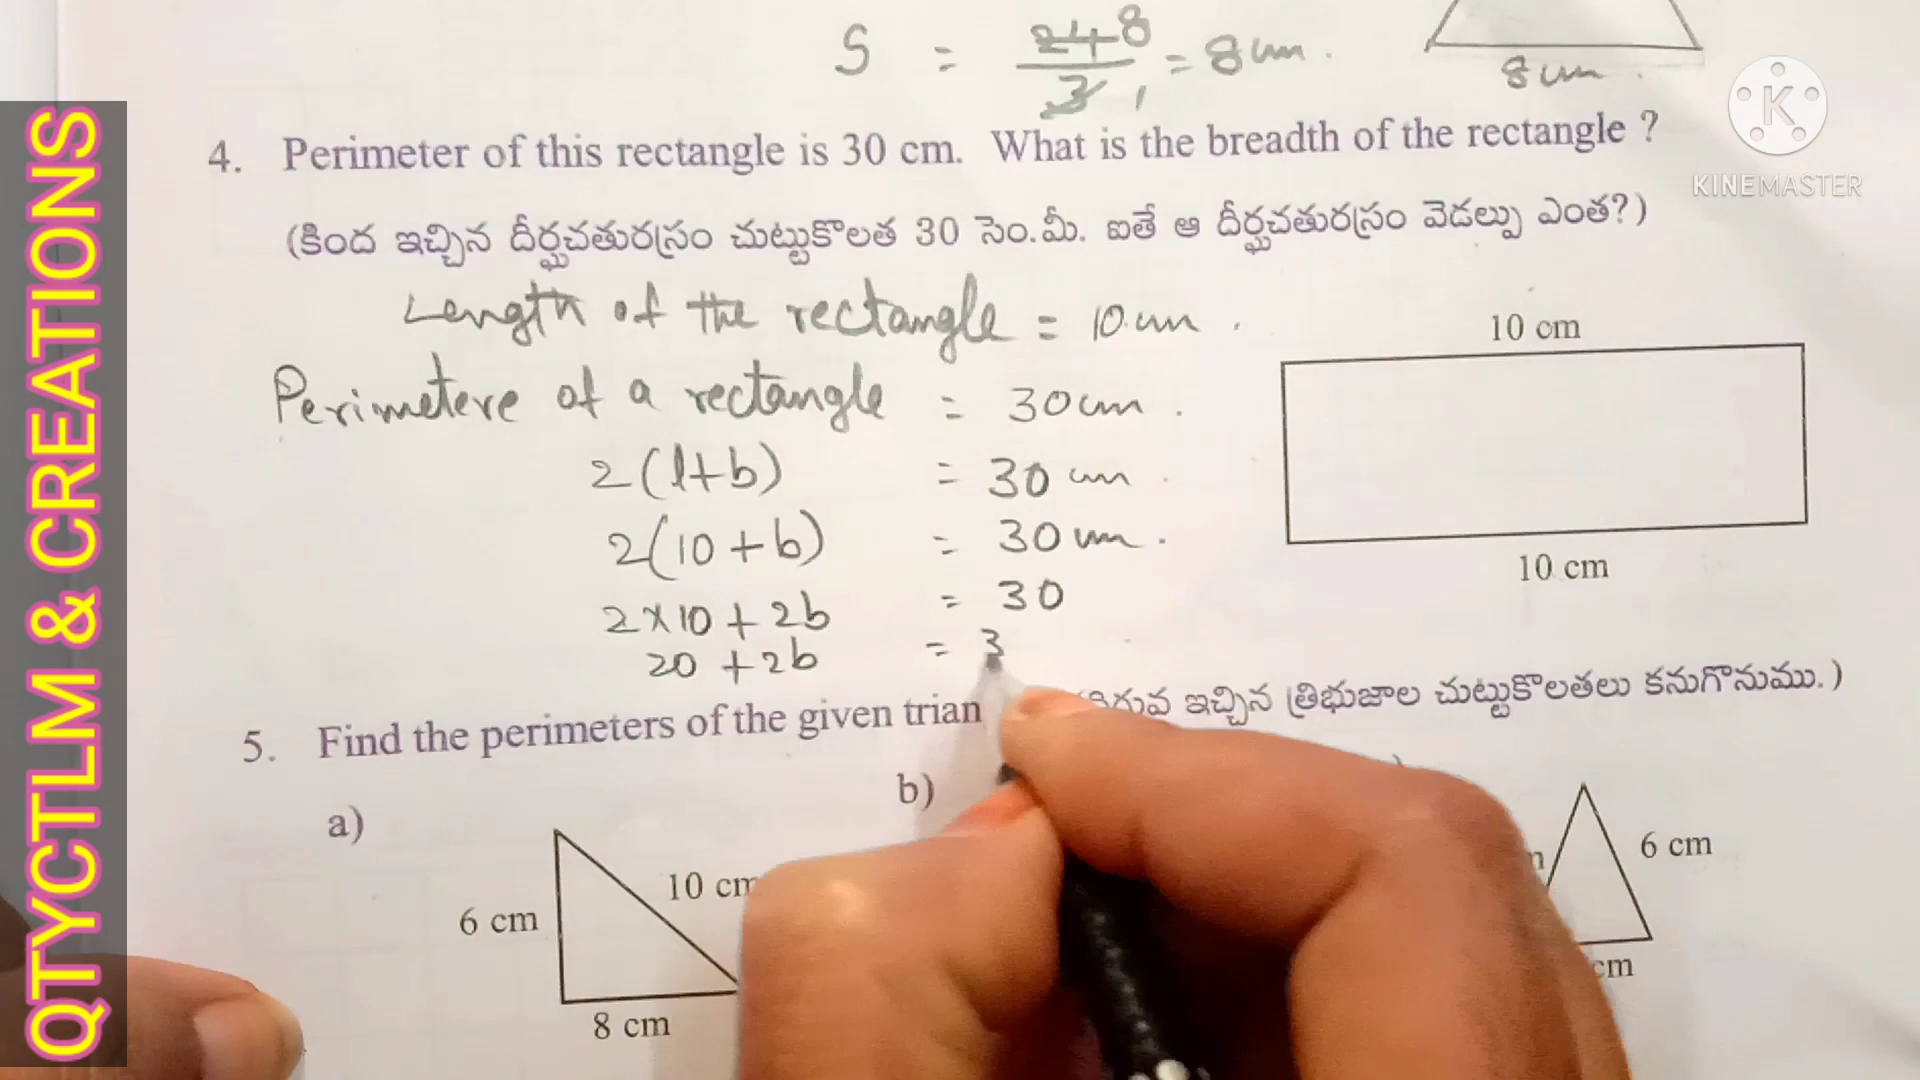 S = 248/3 1 = 8cm.
8cm.
KINEMASTER
QTYCTLM & CREATIONS
4. Perimeter of this rectangle is 30 cm. What is the breadth of the rectangle ?
(కింద ఇచ్చిన దీర్ఘచతురస్రం చుట్టుకొలత 30 సెం.మీ. ఐతే ఆ దీర్ఘచతురస్రం వెడల్పు ఎంత?)
Length of the rectangle = 10cm.
Perimetere of a rectangle = 30cm.
2(l+b) = 30 cm.
2(10+b) = 30 cm.
2×10+2b = 30
20 +2b = 3
10 cm
10 cm
5. Find the perimeters of the given ఇచ్చిన త్రిభుజాల చుట్టుకొలతలు కనుగొనుము.)
a)
b)
6 cm
10 cm
8 cm
6 cm
cm